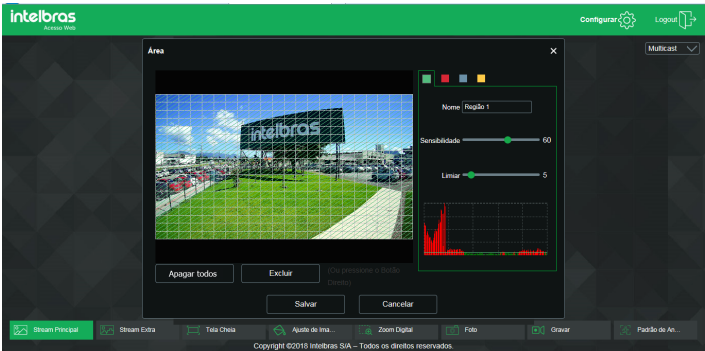 intelbras
Acesso Web
Configurar
Logout
Multicast
Área
×
intelbras
Nome Região 1
Sensibilidade 60
Limiar 5
Apagar todos
Excluir
(Ou pressione o Botão
Direito)
Salvar
Cancelar
Stream Principal
Stream Extra
Tela Cheia
Ajuste de Ima...
Zoom Digital
Foto
Gravar
Padrão de An...
Copyright ©2018 Intelbras S/A – Todos os direitos reservados.